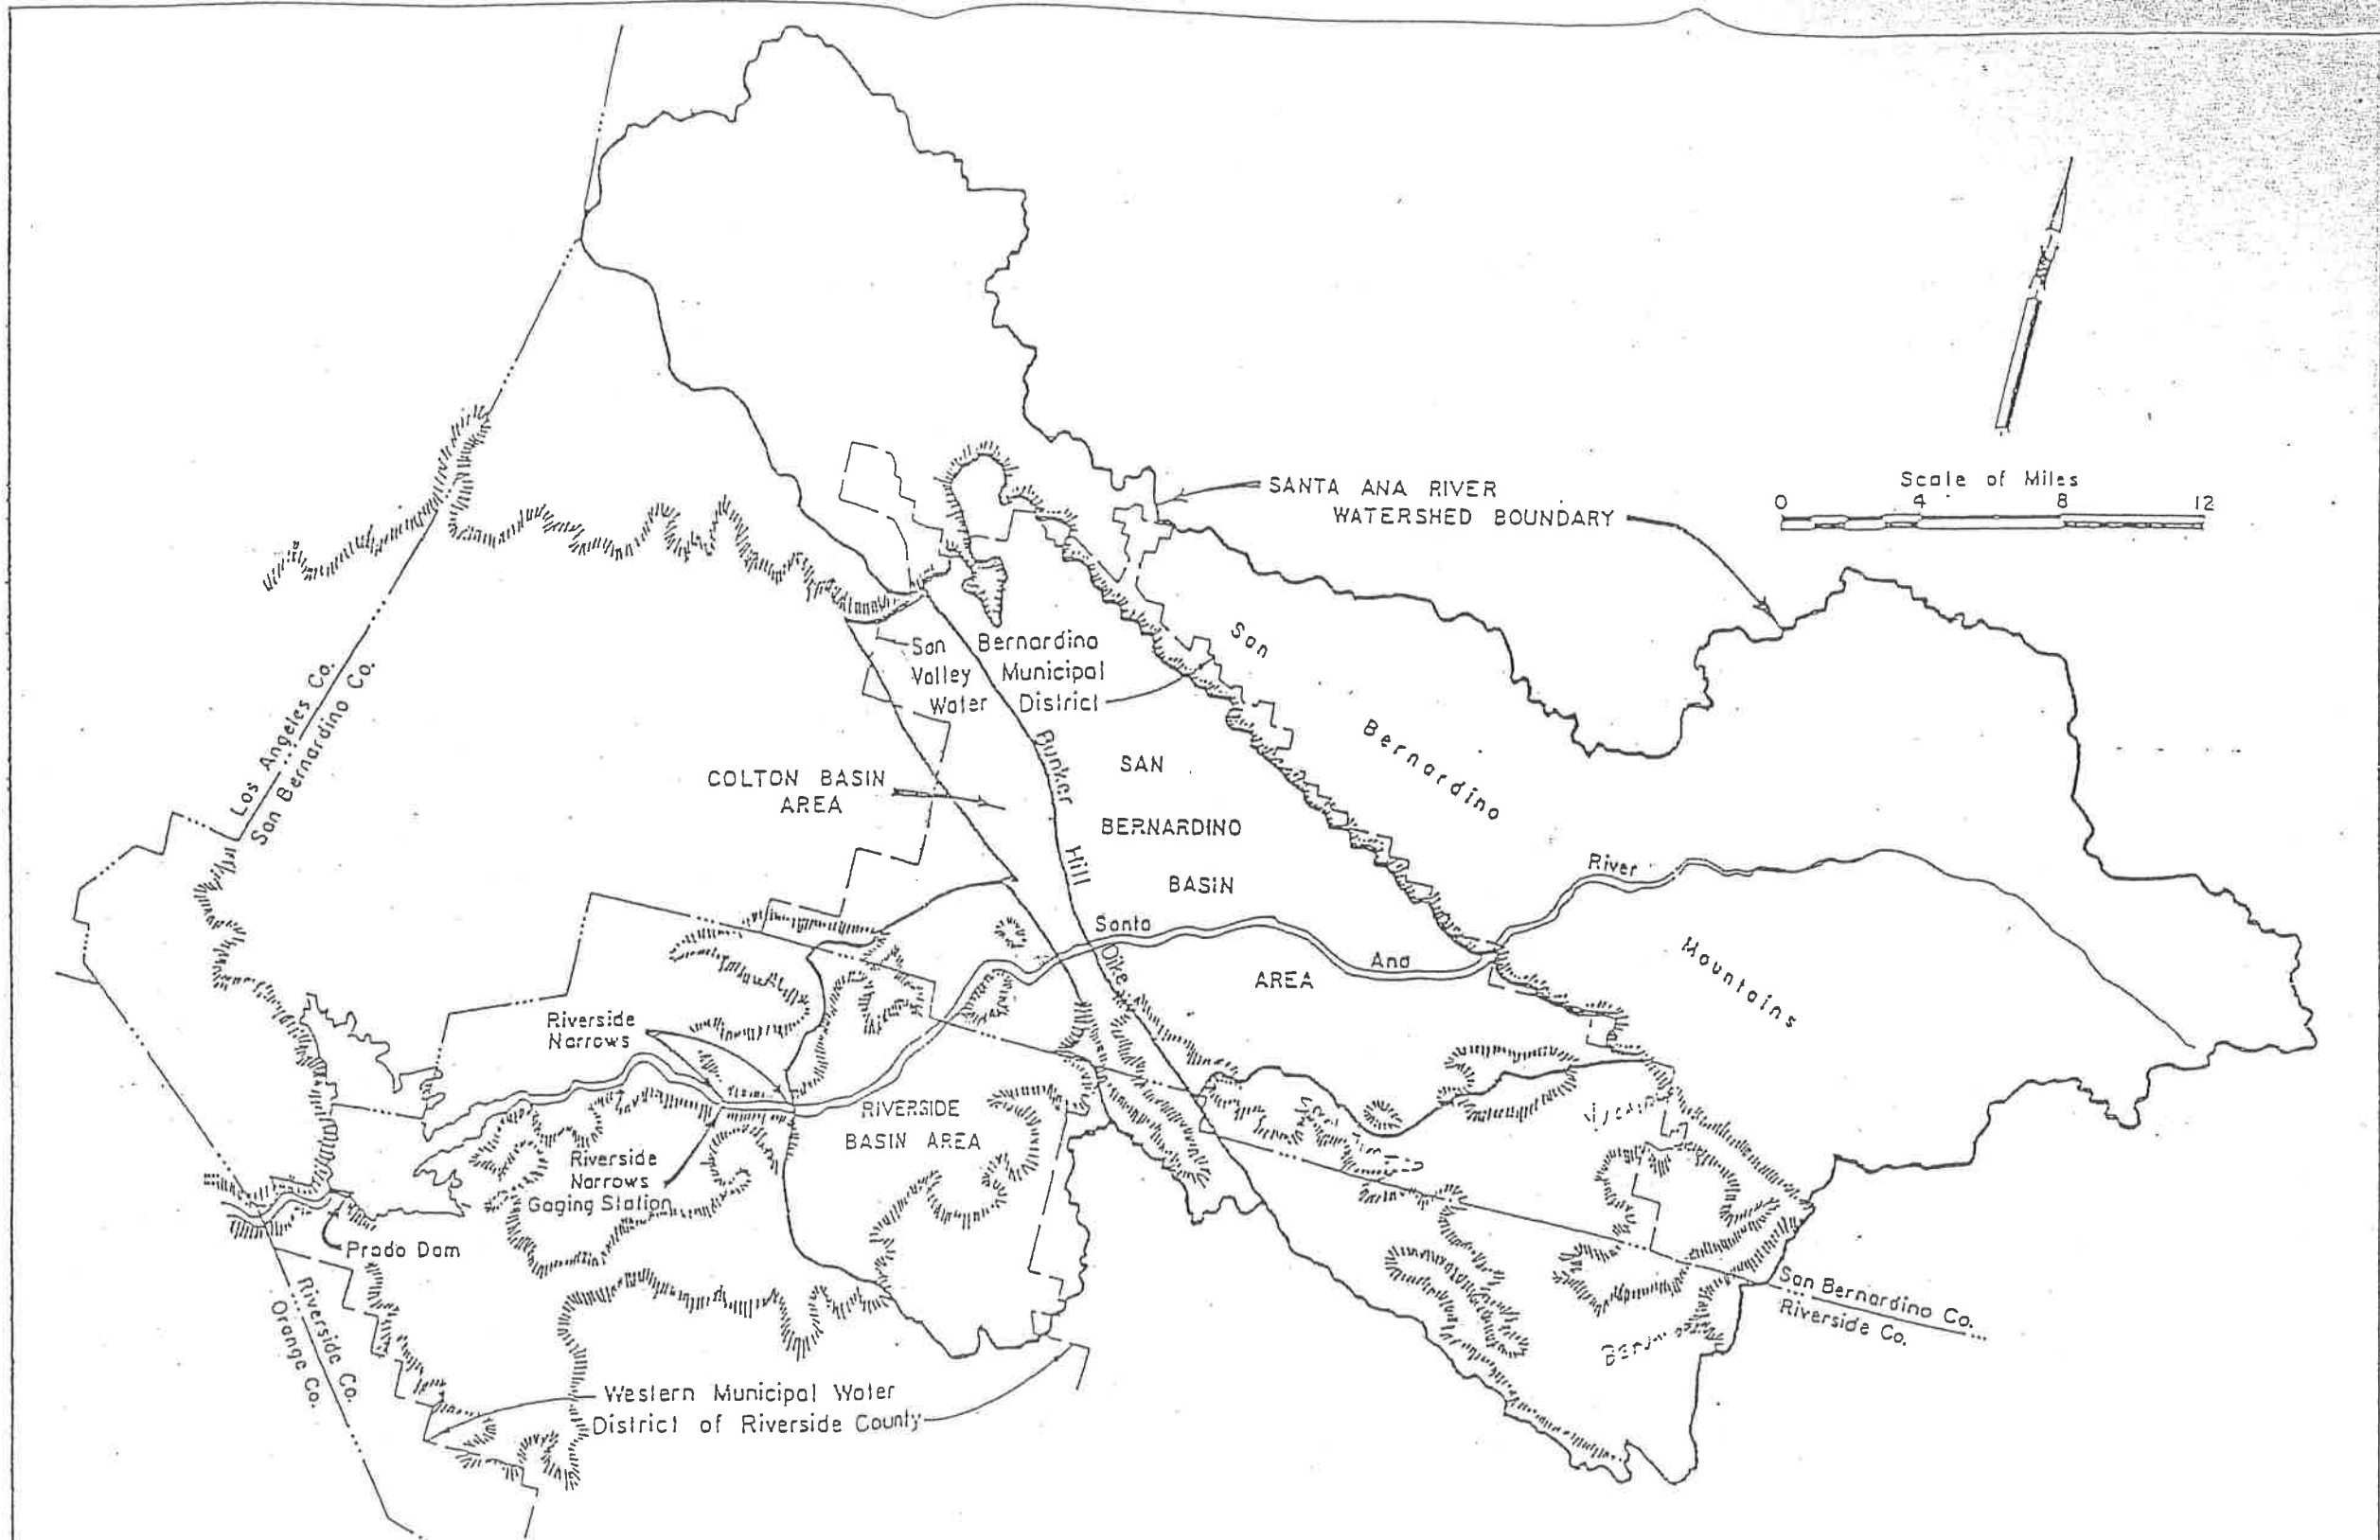 SANTA ANA RIVER
WATERSHED BOUNDARY
Scale of Miles
0 4 8 12
San Bernardino
Valley Municipal
Water District
San
Bernardino
Mountains
Los Angeles Co.
San Bernardino Co.
COLTON BASIN
AREA
Bunker
Hill
Dike
SAN
BERNARDINO
BASIN
AREA
Santa
Ana
River
Riverside
Narrows
RIVERSIDE
BASIN AREA
Riverside
Narrows
Gaging Station
Prado Dam
Riverside Co.
Orange Co.
San Bernardino Co.
Riverside Co.
Western Municipal Water
District of Riverside County